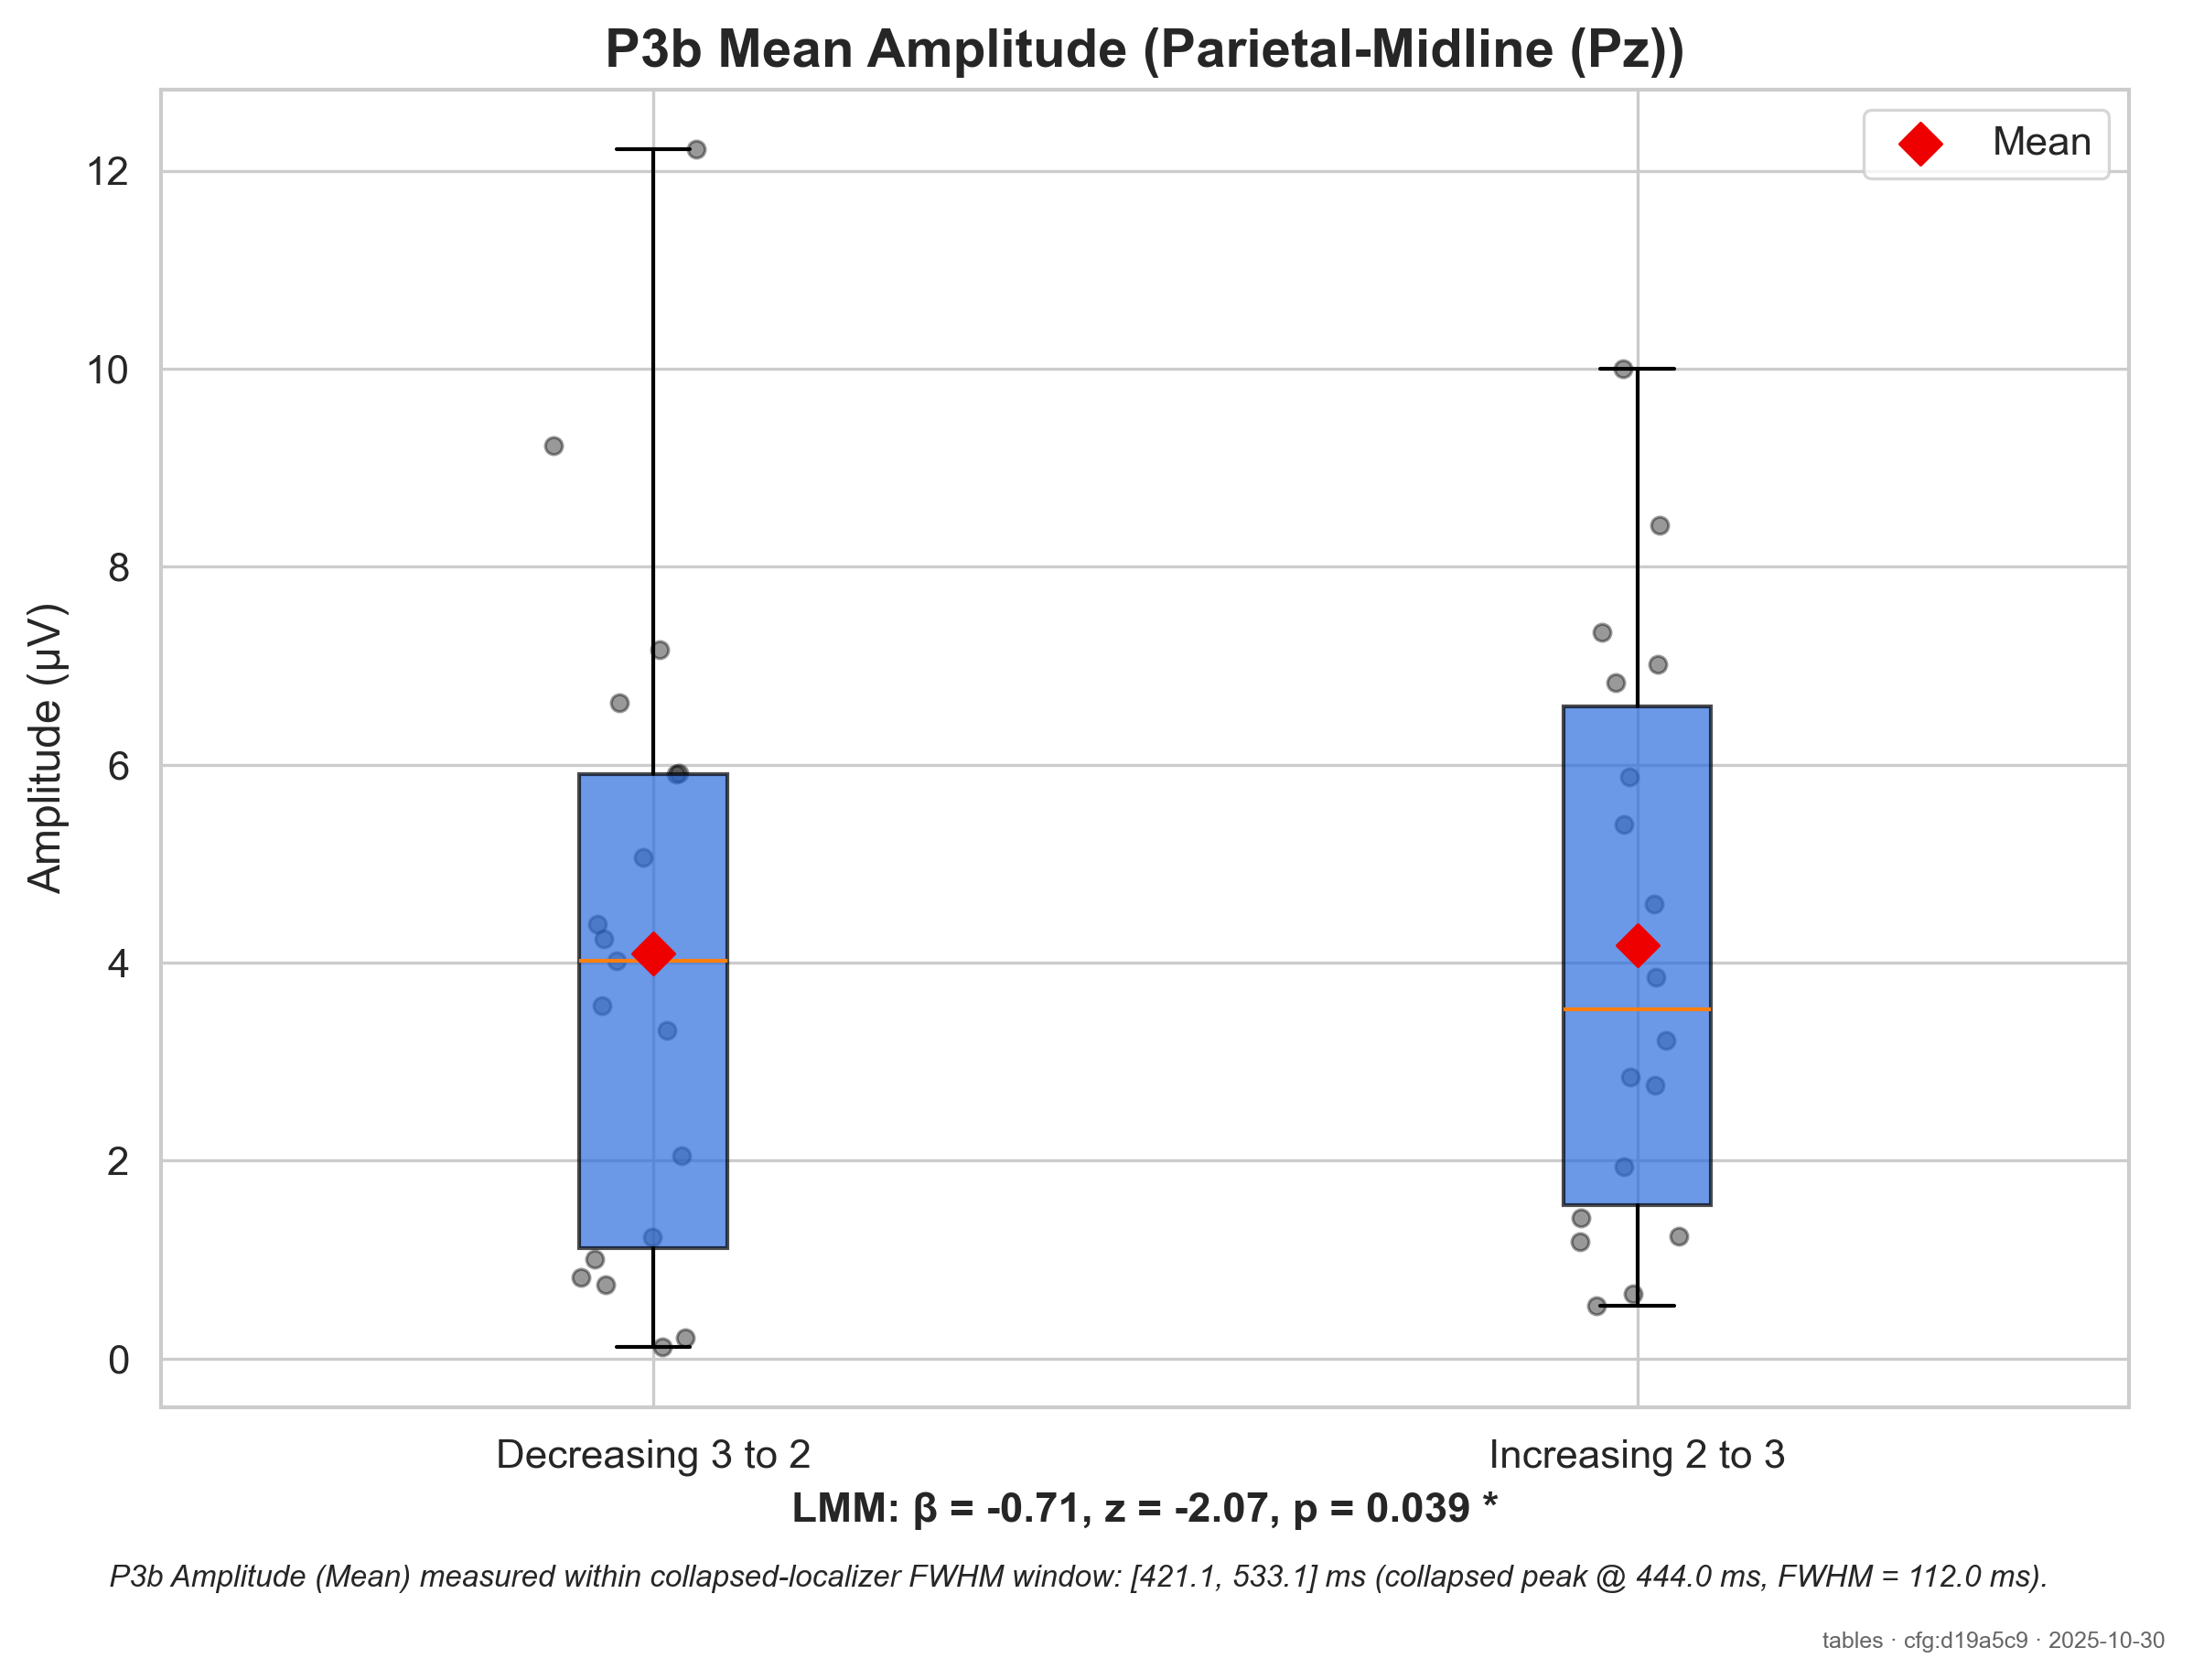 P3b Mean Amplitude (Parietal-Midline (Pz))
Mean
Amplitude (µV)
12
10
8
6
4
2
0
Decreasing 3 to 2
Increasing 2 to 3
LMM: β = -0.71, z = -2.07, p = 0.039 *
P3b Amplitude (Mean) measured within collapsed-localizer FWHM window: [421.1, 533.1] ms (collapsed peak @ 444.0 ms, FWHM = 112.0 ms).
tables · cfg:d19a5c9 · 2025-10-30